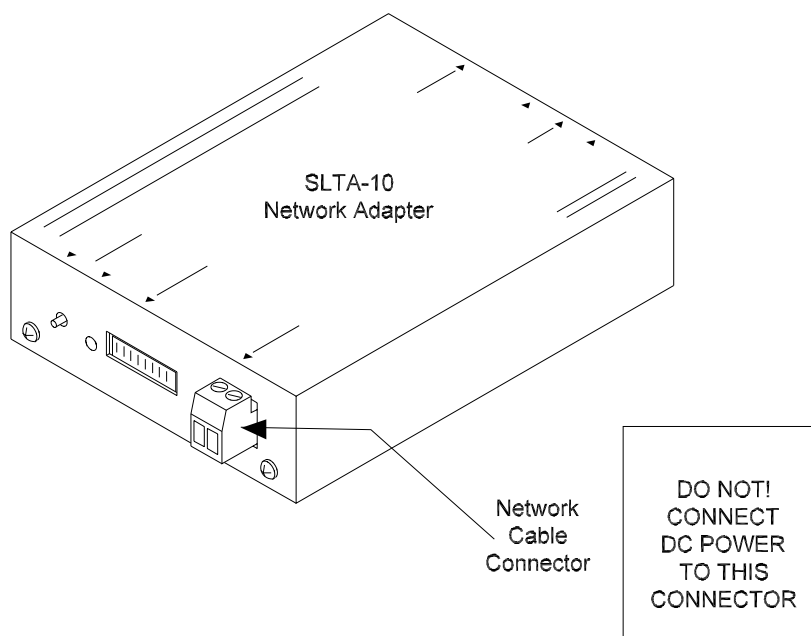 SLTA-10
Network Adapter
Network
Cable
Connector
DO NOT!
CONNECT
DC POWER
TO THIS
CONNECTOR